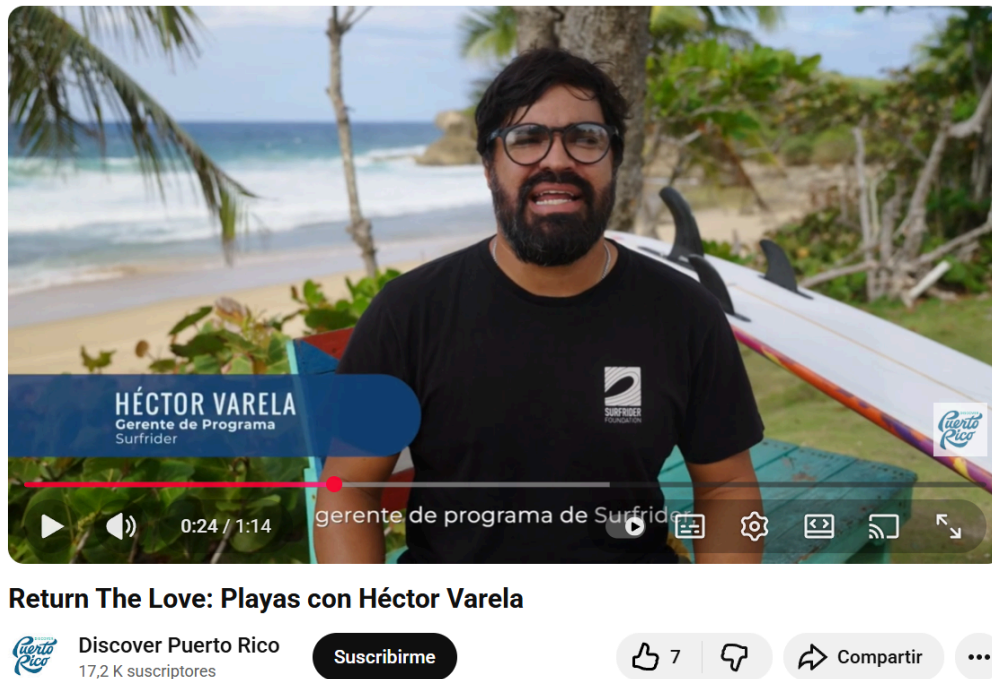 HÉCTOR VARELA
Gerente de Programa
Surfrider
SURFRIDER
FOUNDATION
Puerto
Rico
0:24 / 1:14
gerente de programa de Surfrider
Return The Love: Playas con Héctor Varela
Puerto
Rico
Discover Puerto Rico
17,2 K suscriptores
Suscribirme
7
Compartir